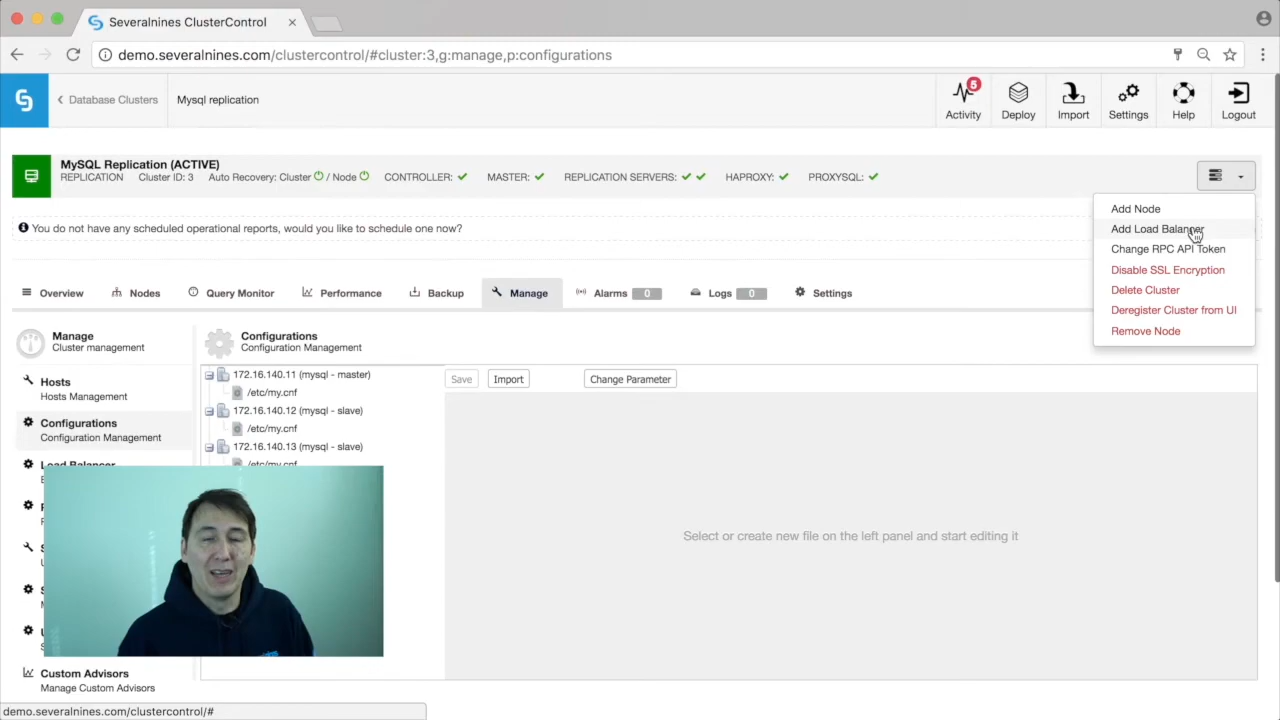 Severalnines ClusterControl
demo.severalnines.com/clustercontrol/#cluster:3,g:manage,p:configurations
Database Clusters
Mysql replication
5
Activity
Deploy
Import
Settings
Help
Logout
MySQL Replication (ACTIVE)
REPLICATION Cluster ID: 3 Auto Recovery: Cluster / Node CONTROLLER: MASTER: REPLICATION SERVERS: HAPROXY: PROXYSQL:
Add Node
Add Load Balancer
Change RPC API Token
Disable SSL Encryption
Delete Cluster
Deregister Cluster from UI
Remove Node
You do not have any scheduled operational reports, would you like to schedule one now?
Overview
Nodes
Query Monitor
Performance
Backup
Manage
Alarms 0
Logs 0
Settings
Manage
Cluster management
Hosts
Hosts Management
Configurations
Configuration Management
Load Balancer
Custom Advisors
Manage Custom Advisors
Configurations
Configuration Management
172.16.140.11 (mysql - master)
/etc/my.cnf
172.16.140.12 (mysql - slave)
/etc/my.cnf
172.16.140.13 (mysql - slave)
/etc/my.cnf
Save
Import
Change Parameter
Select or create new file on the left panel and start editing it
demo.severalnines.com/clustercontrol/#